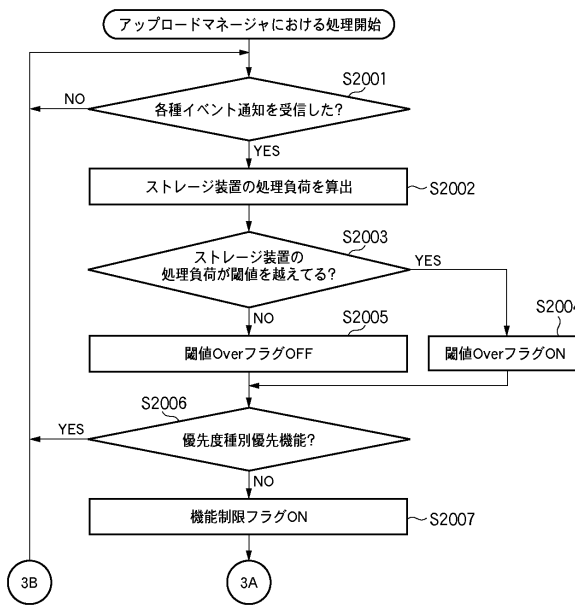 アップロードマネージャにおける処理開始
S2001
NO
各種イベント通知を受信した?
YES
ストレージ装置の処理負荷を算出
S2002
S2003
ストレージ装置の
処理負荷が閾値を越えてる?
YES
NO
S2005
S2004
閾値OverフラグOFF
閾値OverフラグON
S2006
YES
優先度種別優先機能?
NO
機能制限フラグON
S2007
3B
3A